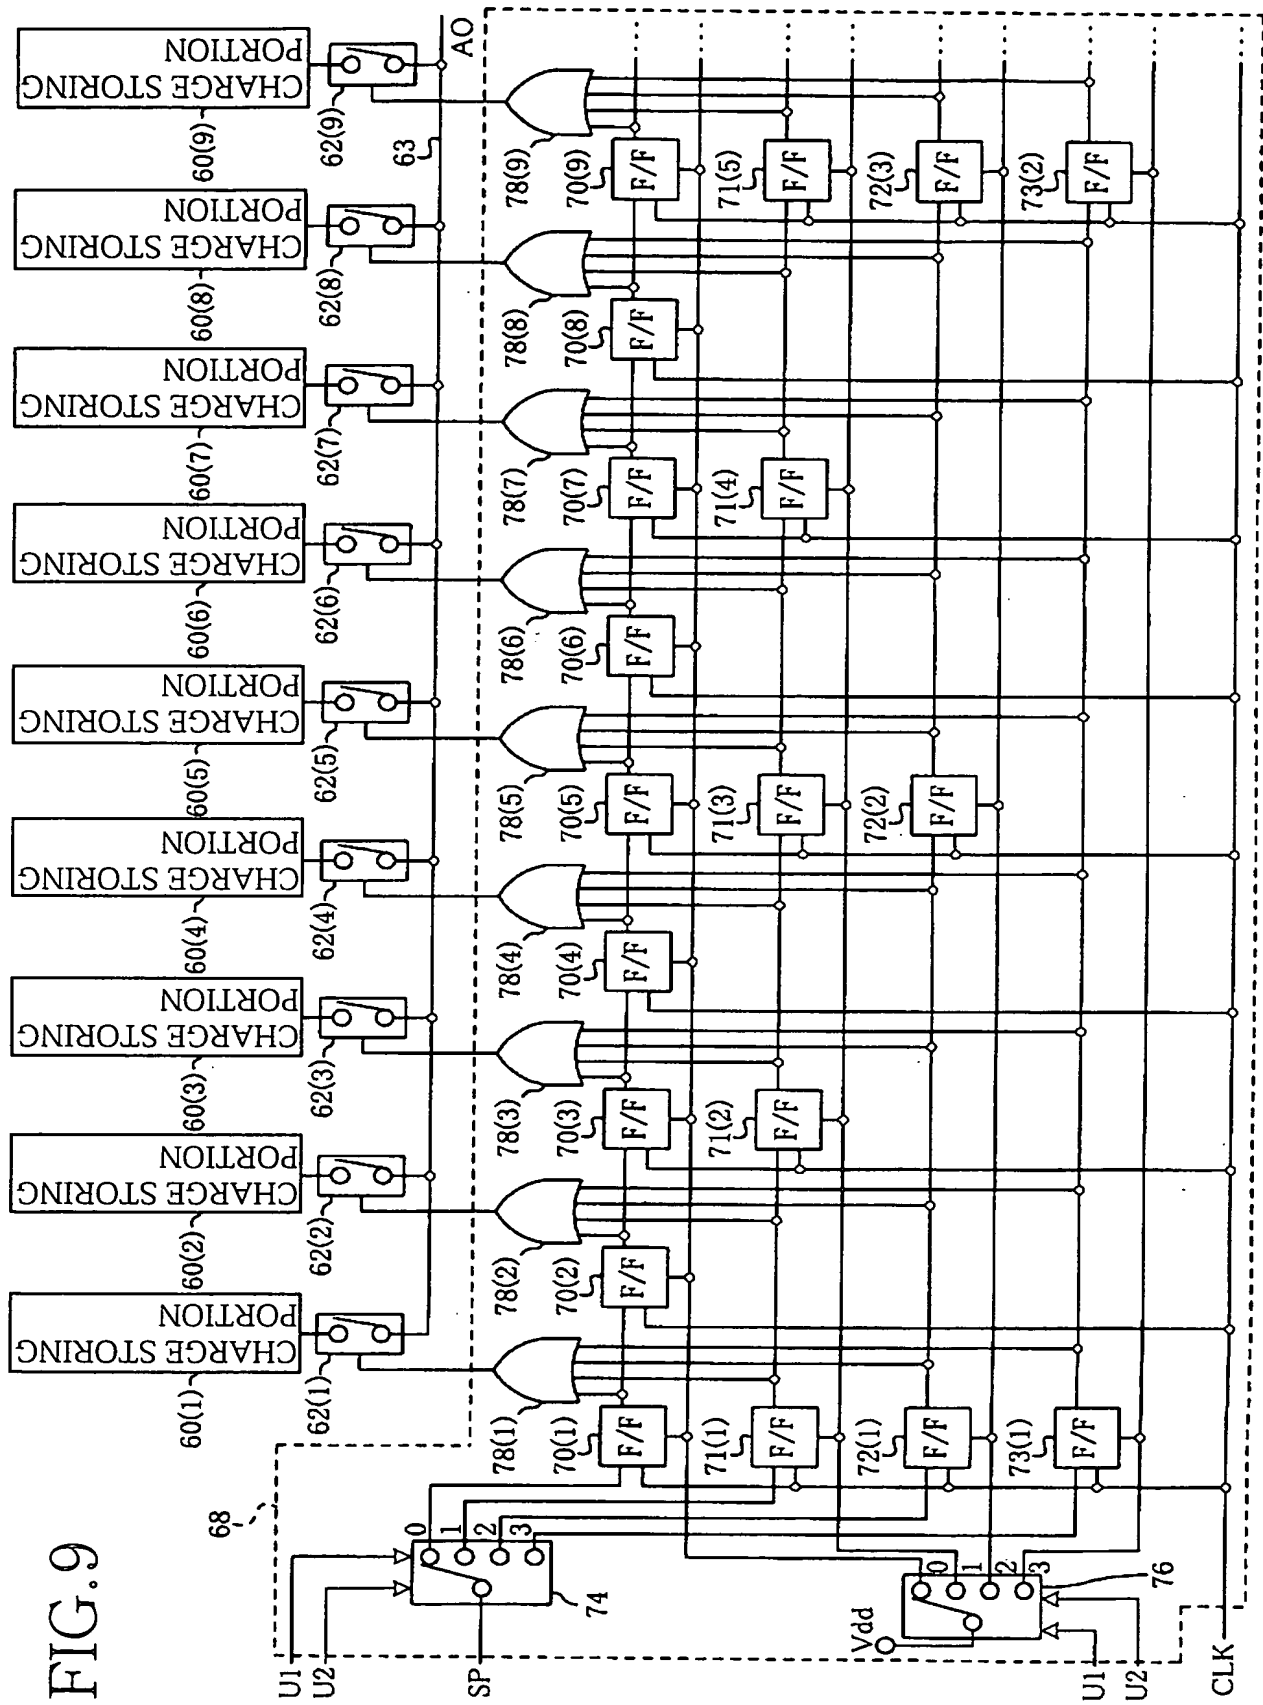 FIG.9
60(1)
60(2)
60(3)
60(4)
60(5)
60(6)
60(7)
60(8)
60(9)
CHARGE STORING
PORTION
CHARGE STORING
PORTION
CHARGE STORING
PORTION
CHARGE STORING
PORTION
CHARGE STORING
PORTION
CHARGE STORING
PORTION
CHARGE STORING
PORTION
CHARGE STORING
PORTION
CHARGE STORING
PORTION
62(1)
62(2)
62(3)
62(4)
62(5)
62(6)
62(7)
62(8)
62(9)
63
AO
68
U1
U2
SP
0
1
2
3
74
78(1)
78(2)
78(3)
78(4)
78(5)
78(6)
78(7)
78(8)
78(9)
70(1)
70(2)
70(3)
70(4)
70(5)
70(6)
70(7)
70(8)
70(9)
F/F
F/F
F/F
F/F
F/F
F/F
F/F
F/F
F/F
71(1)
71(2)
71(3)
71(4)
71(5)
F/F
F/F
F/F
F/F
F/F
72(1)
72(2)
72(3)
F/F
F/F
F/F
73(1)
73(2)
F/F
F/F
Vdd
0
1
2
3
76
U1
U2
CLK